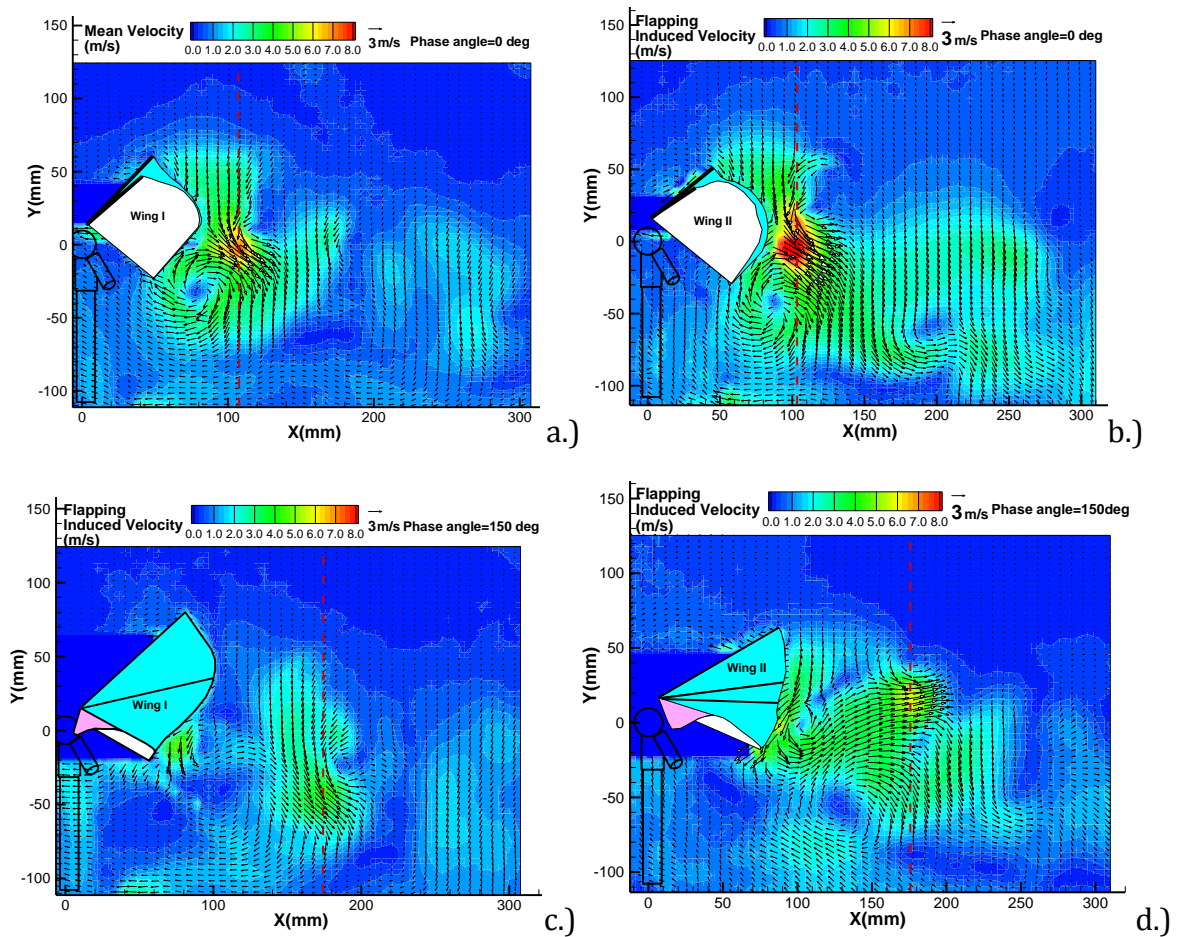 Mean Velocity
(m/s)
0.0 1.0 2.0 3.0 4.0 5.0 6.0 7.0 8.0
3 m/s Phase angle=0 deg
150
100
50
0
-50
-100
Y(mm)
Wing I
0 100 200 300
X(mm)
a.)
Flapping
Induced Velocity
(m/s)
0.0 1.0 2.0 3.0 4.0 5.0 6.0 7.0 8.0
3 m/s Phase angle=0 deg
150
100
50
0
-50
-100
Y(mm)
Wing II
0 50 100 150 200 250 300
X(mm)
b.)
Flapping
Induced Velocity
(m/s)
0.0 1.0 2.0 3.0 4.0 5.0 6.0 7.0 8.0
3m/s Phase angle=150 deg
150
100
50
0
-50
-100
Y(mm)
Wing I
0 100 200 300
X(mm)
c.)
Flapping
Induced Velocity
(m/s)
0.0 1.0 2.0 3.0 4.0 5.0 6.0 7.0 8.0
3 m/s Phase angle=150deg
150
100
50
0
-50
-100
Y(mm)
Wing II
0 50 100 150 200 250 300
X(mm)
d.)